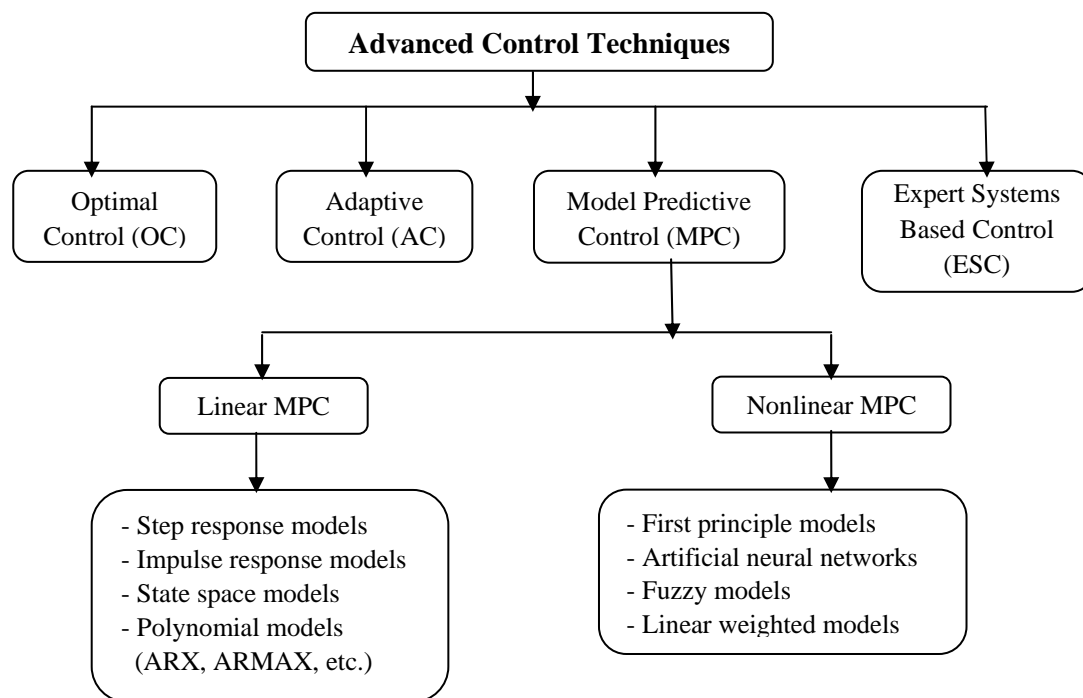 Advanced Control Techniques
Optimal
Control (OC)
Adaptive
Control (AC)
Model Predictive
Control (MPC)
Expert Systems
Based Control
(ESC)
Linear MPC
Nonlinear MPC
- Step response models
- Impulse response models
- State space models
- Polynomial models
(ARX, ARMAX, etc.)
- First principle models
- Artificial neural networks
- Fuzzy models
- Linear weighted models